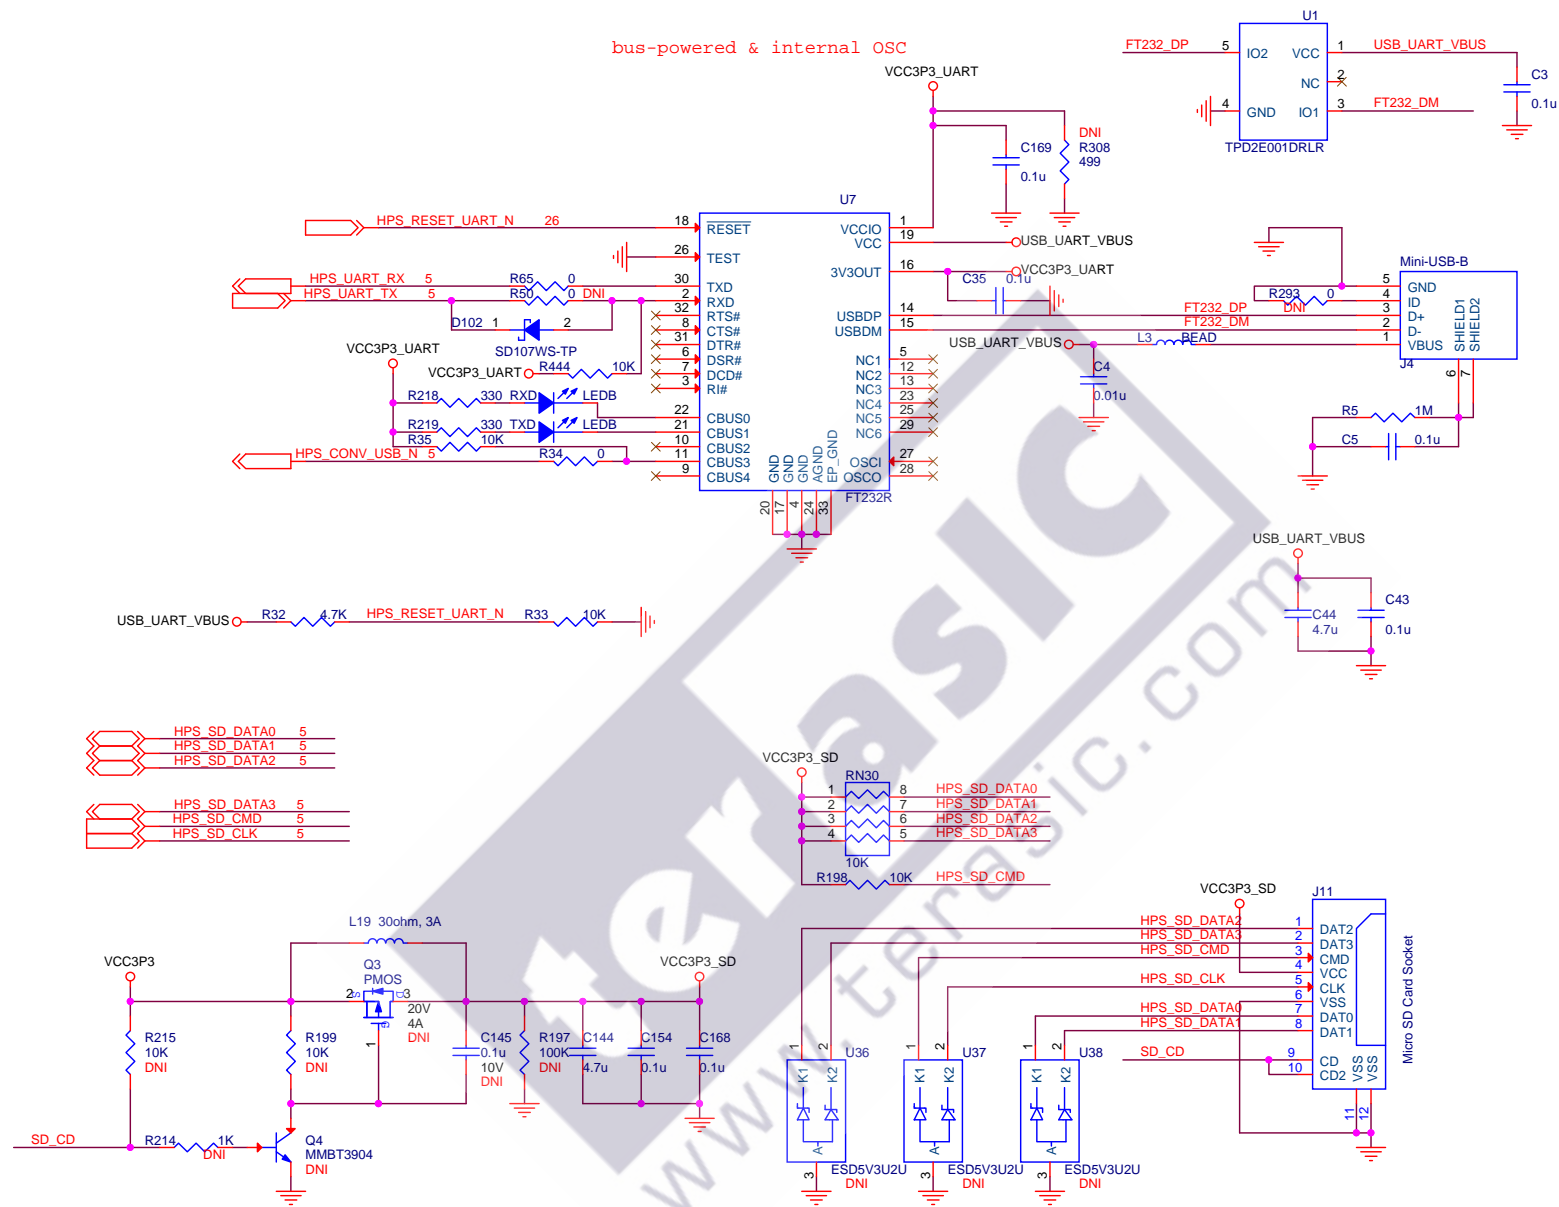 bus-powered & internal OSC
VCC3P3_UART
C169
0.1u
DNI
R308
499
U1
FT232_DP 5 IO2 VCC 1 USB_UART_VBUS
NC 2
4 GND IO1 3 FT232_DM
TPD2E001DRLR
C3
0.1u
U7
HPS_RESET_UART_N 26 18 RESET
26 TEST
HPS_UART_RX 5 R65 0 30 TXD
HPS_UART_TX 5 R50 0 DNI 2 RXD
32 RTS#
8 CTS#
31 DTR#
6 DSR#
7 DCD#
3 RI#
22 CBUS0
21 CBUS1
10 CBUS2
11 CBUS3
9 CBUS4
D102 1 2
SD107WS-TP
VCC3P3_UART
VCC3P3_UART R444 10K
R218 330 RXD LEDB
R219 330 TXD LEDB
R35 10K
HPS_CONV_USB_N 5 R34 0
VCCIO 1
VCC 19 USB_UART_VBUS
3V3OUT 16 VCC3P3_UART
C35 0.1u
USBDP 14 FT232_DP
USBDM 15 FT232_DM
NC1 5
NC2 12
NC3 13
NC4 23
NC5 25
NC6 29
OSCI 27
OSCO 28
GND GND GND AGND EP_GND
20 17 4 24 33
FT232R
Mini-USB-B
5 GND
R293 0 DNI 4 ID
3 D+
2 D-
1 VBUS
SHIELD1 SHIELD2
6 7
J4
USB_UART_VBUS L3 BEAD
C4
0.01u
R5 1M
C5 0.1u
USB_UART_VBUS
C44
4.7u
C43
0.1u
USB_UART_VBUS R32 4.7K HPS_RESET_UART_N R33 10K
HPS_SD_DATA0 5
HPS_SD_DATA1 5
HPS_SD_DATA2 5
HPS_SD_DATA3 5
HPS_SD_CMD 5
HPS_SD_CLK 5
VCC3P3_SD
RN30
1 8 HPS_SD_DATA0
2 7 HPS_SD_DATA1
3 6 HPS_SD_DATA2
4 5 HPS_SD_DATA3
10K
R198 10K HPS_SD_CMD
L19 30ohm, 3A
VCC3P3
Q3
PMOS
2 S D 3
G
1
20V
4A
DNI
VCC3P3_SD
R215
10K
DNI
R199
10K
DNI
C145
0.1u
10V
DNI
R197
100K
DNI
C144
4.7u
C154
0.1u
C168
0.1u
SD_CD R214 1K DNI
Q4
MMBT3904
DNI
VCC3P3_SD
J11
HPS_SD_DATA2 1 DAT2
HPS_SD_DATA3 2 DAT3
HPS_SD_CMD 3 CMD
4 VCC
HPS_SD_CLK 5 CLK
6 VSS
HPS_SD_DATA0 7 DAT0
HPS_SD_DATA1 8 DAT1
SD_CD 9 CD
10 CD2
VSS VSS
11 12
Micro SD Card Socket
1 2 U36
K1 K2
A
3 ESD5V3U2U
DNI
1 2 U37
K1 K2
A
3 ESD5V3U2U
DNI
1 2 U38
K1 K2
A
3 ESD5V3U2U
DNI
terasic
www.terasic.com